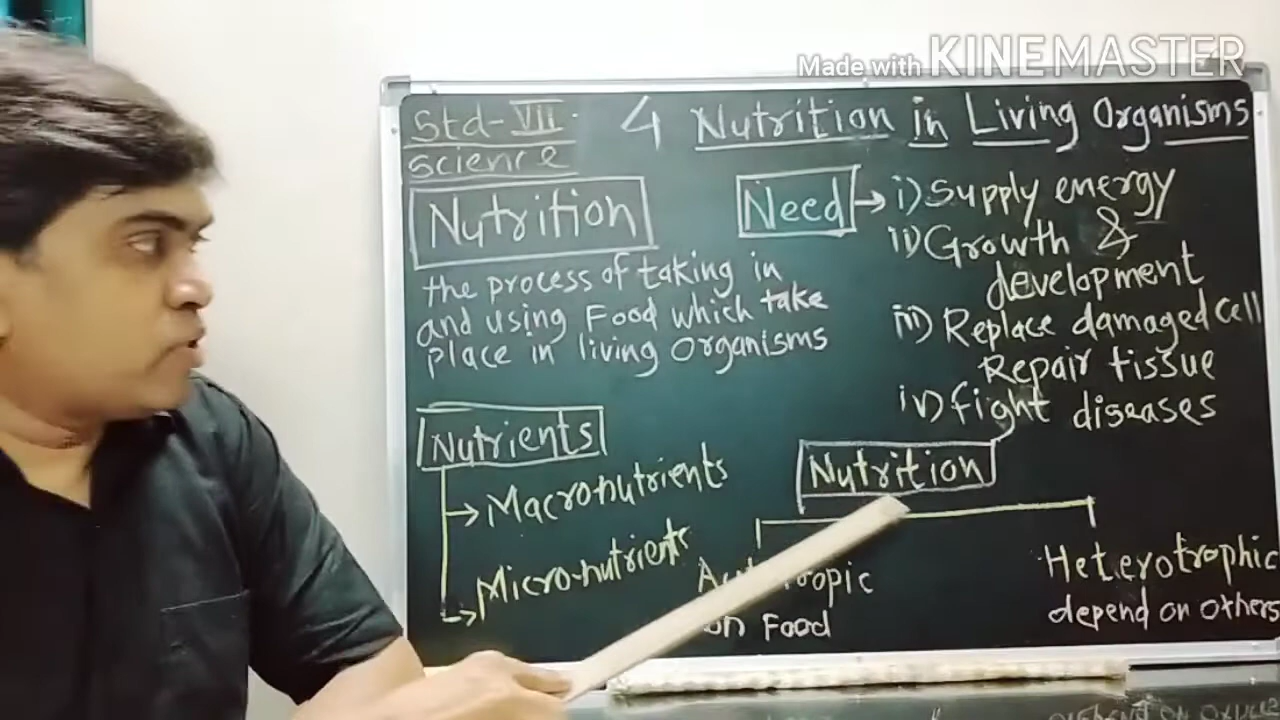 Made with KINEMASTER
Std-VII
Science
4 Nutrition in Living Organisms
Nutrition
the process of taking in
and using Food which take
place in living organisms
Need → i) Supply energy
ii) Growth &
development
iii) Replace damaged cell
Repair tissue
iv) fight diseases
Nutrients
→ Macronutrients
→ Micro-nutrients
Nutrition
Heterotrophic
depend on others
Food